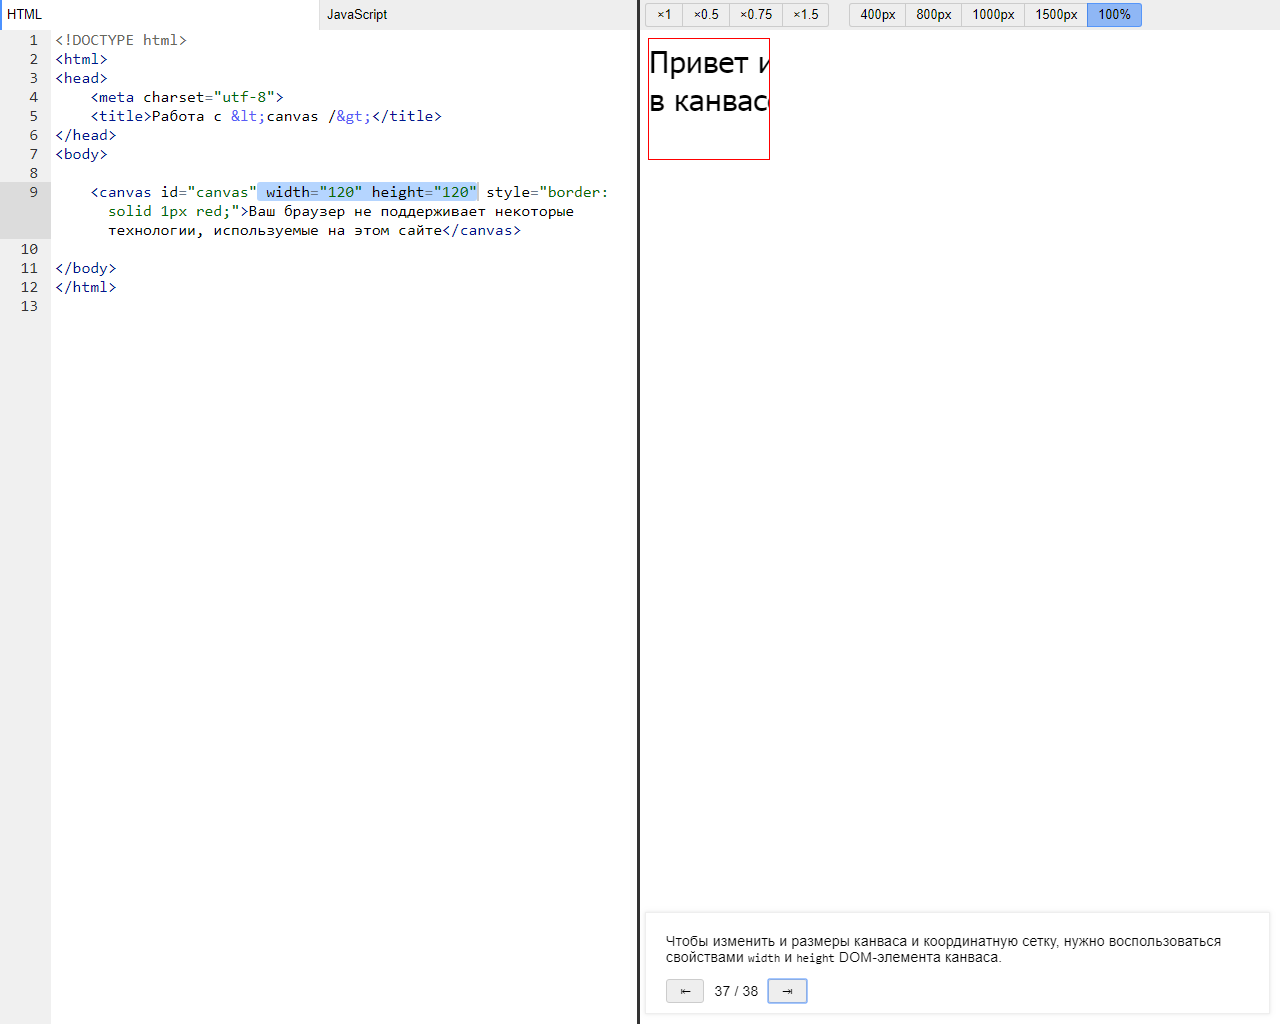 HTML
JavaScript
×1 ×0.5 ×0.75 ×1.5 400px 800px 1000px 1500px 100%
1 <!DOCTYPE html>
2 <html>
3 <head>
4 <meta charset="utf-8">
5 <title>Работа с &lt;canvas /&gt;</title>
6 </head>
7 <body>
8
9 <canvas id="canvas" width="120" height="120" style="border:
solid 1px red;">Ваш браузер не поддерживает некоторые
технологии, используемые на этом сайте</canvas>
10
11 </body>
12 </html>
13
Привет и
в канвас
Чтобы изменить и размеры канваса и координатную сетку, нужно воспользоваться
свойствами width и height DOM-элемента канваса.
⇤ 37 / 38 ⇥